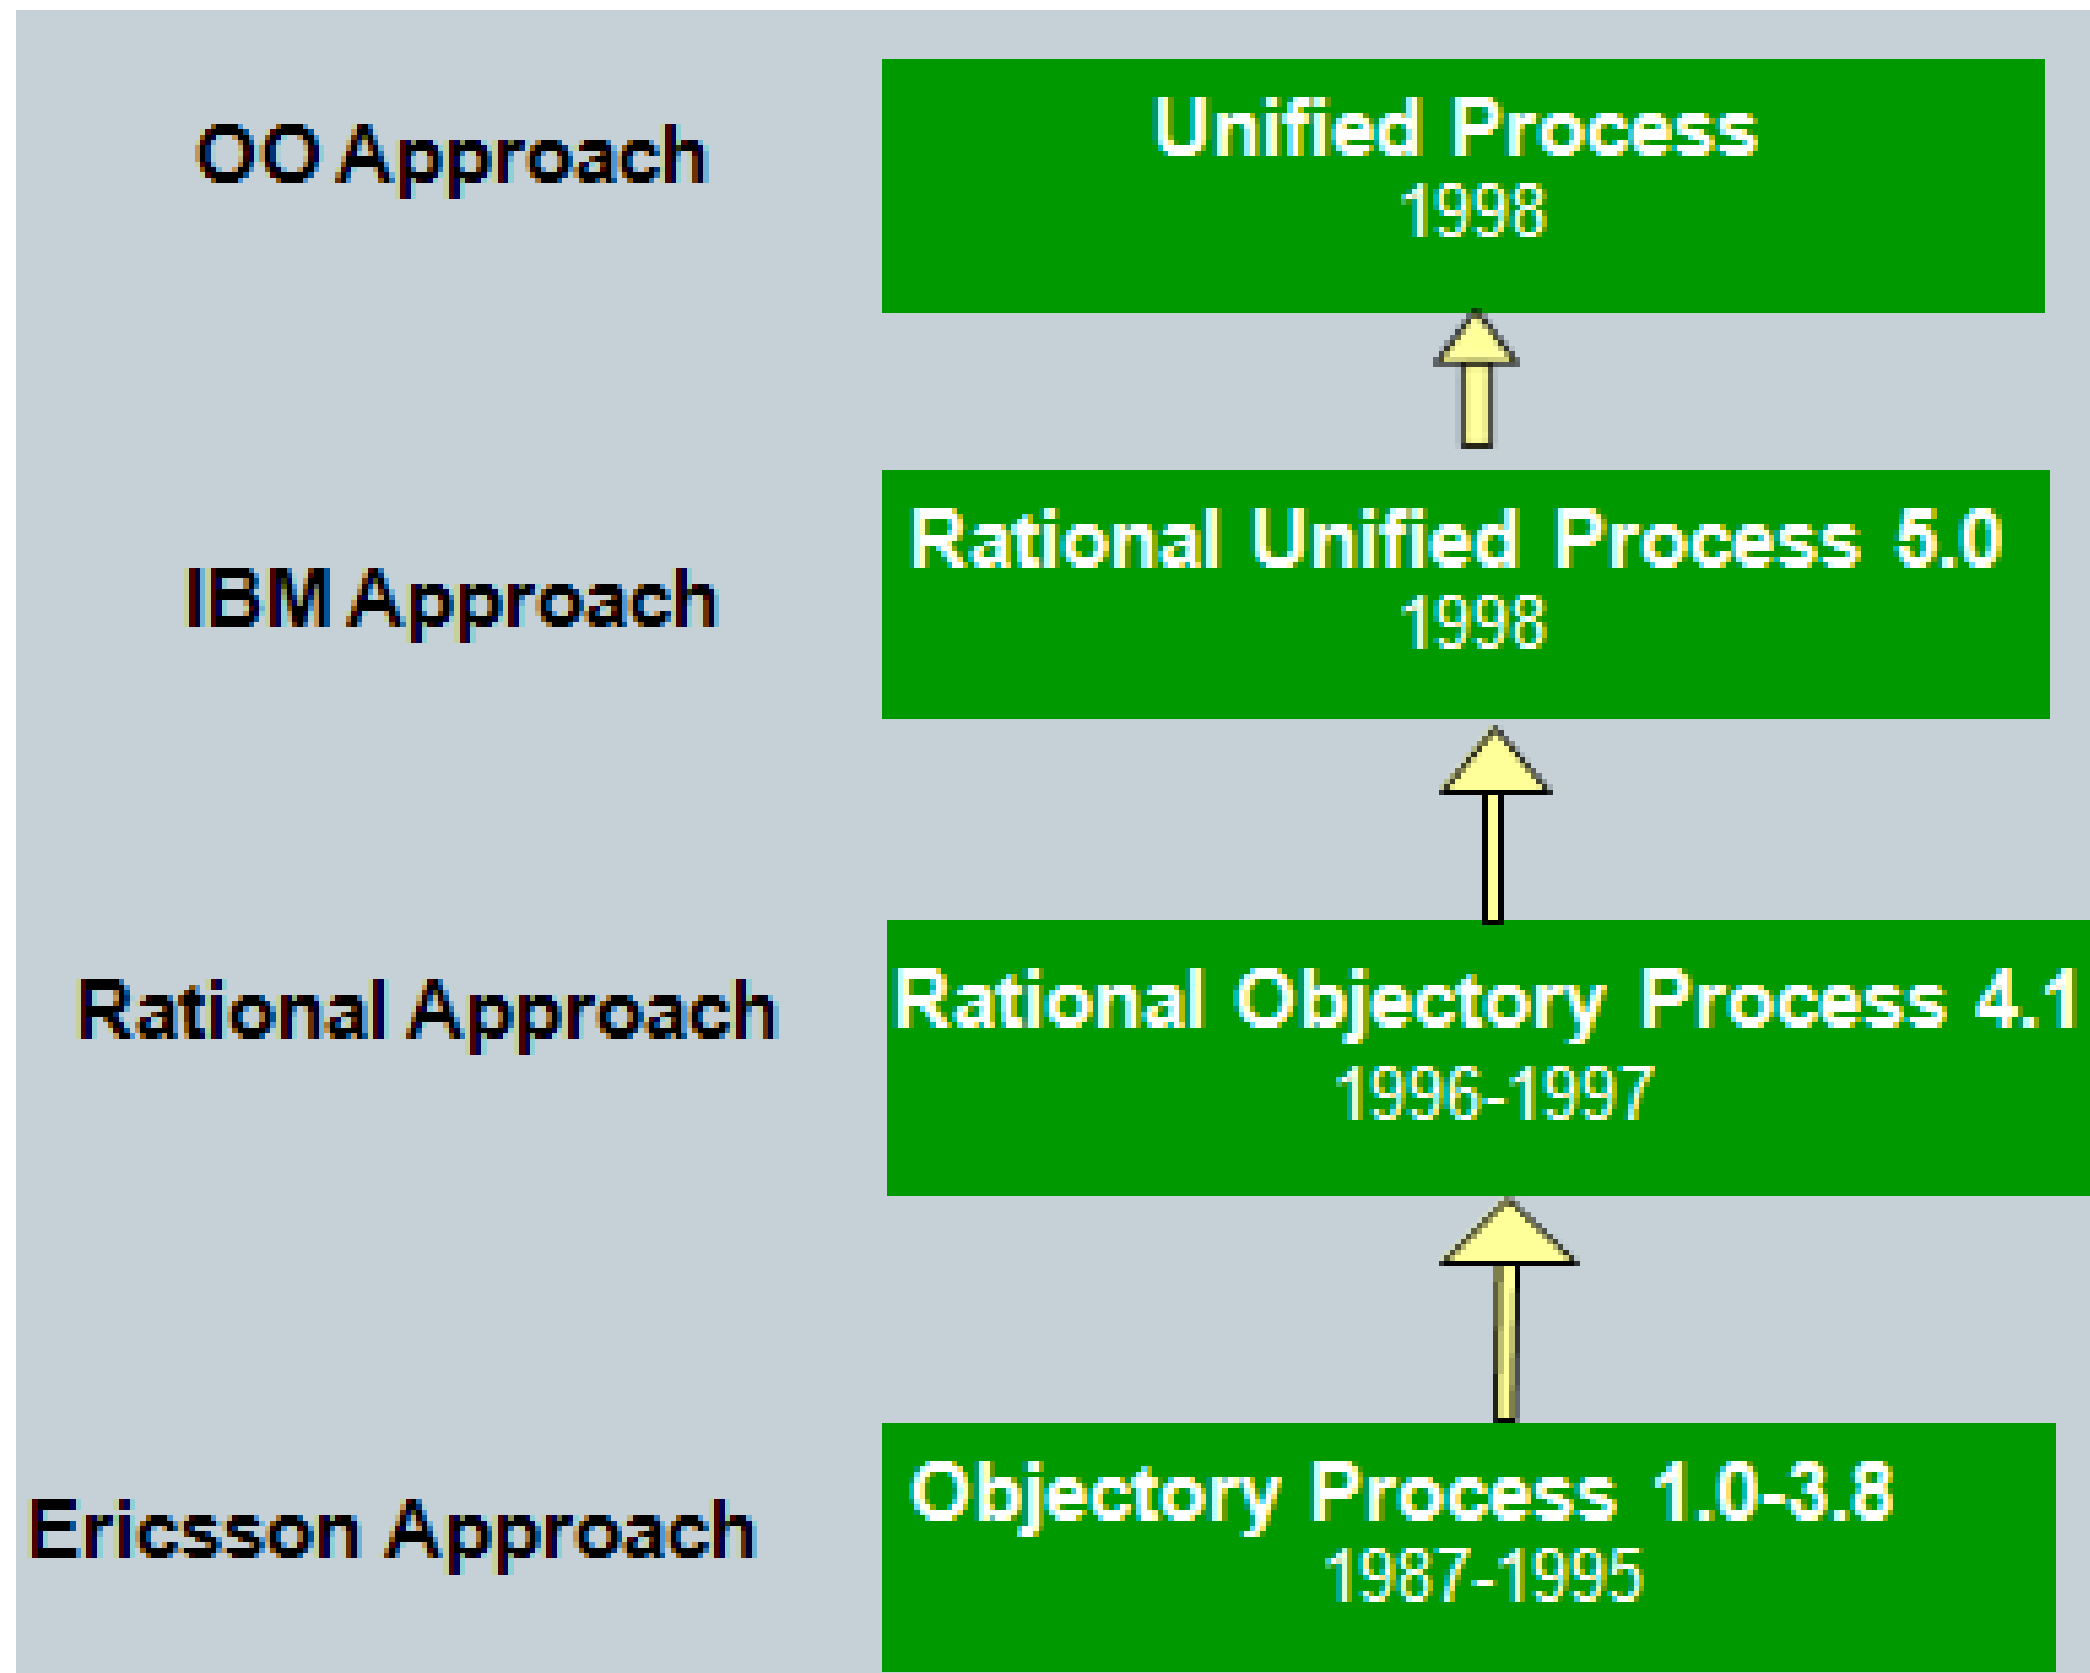 OO Approach
Unified Process
1998
IBM Approach
Rational Unified Process 5.0
1998
Rational Approach
Rational Objectory Process 4.1
1996-1997
Ericsson Approach
Objectory Process 1.0-3.8
1987-1995